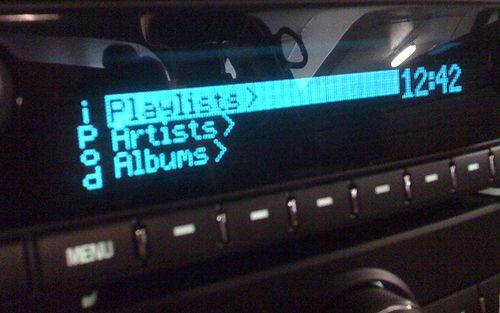 iPod
Playlists> 12:42
Artists>
Albums>
MENU